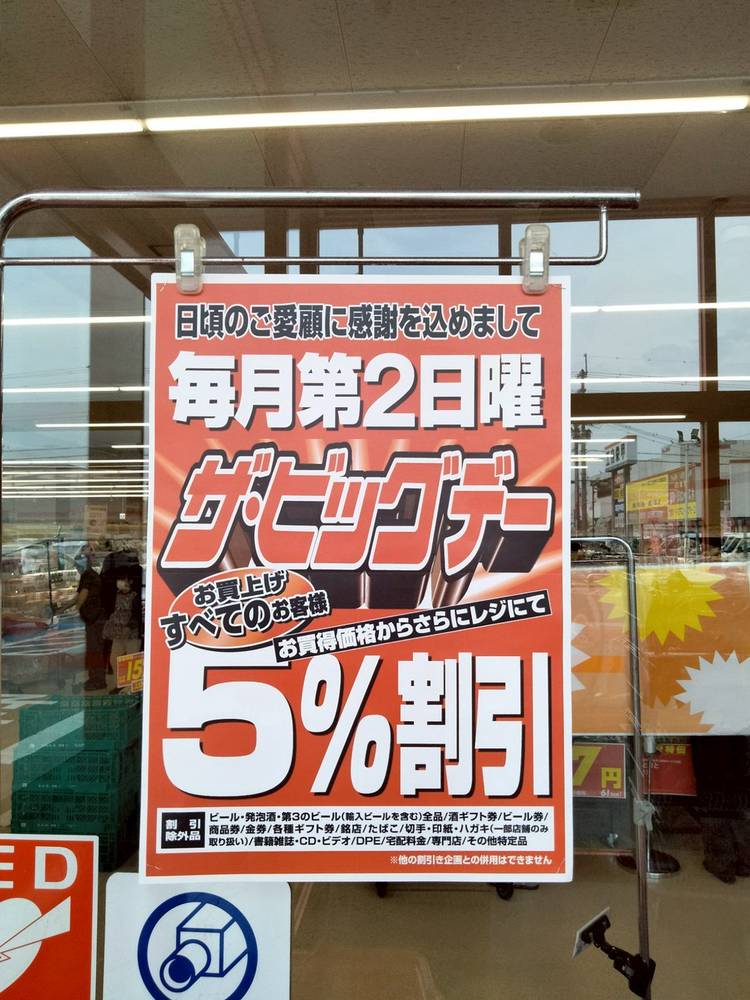 日頃のご愛顧に感謝を込めまして
毎月第2日曜
ザ・ビッグデー
お買上げ
すべてのお客様
お買得価格からさらにレジにて
5%割引
割引
除外品
ビール・発泡酒・第3のビール(輸入ビールを含む)全品/酒ギフト券/ビール券/
商品券/金券/各種ギフト券/銘店/たばこ/切手・印紙・ハガキ(一部店舗のみ
取り扱い)/書籍雑誌・CD・ビデオ/DPE/宅配料金/専門店/その他特定品
※他の割引き企画との併用はできません
15
7円
ED